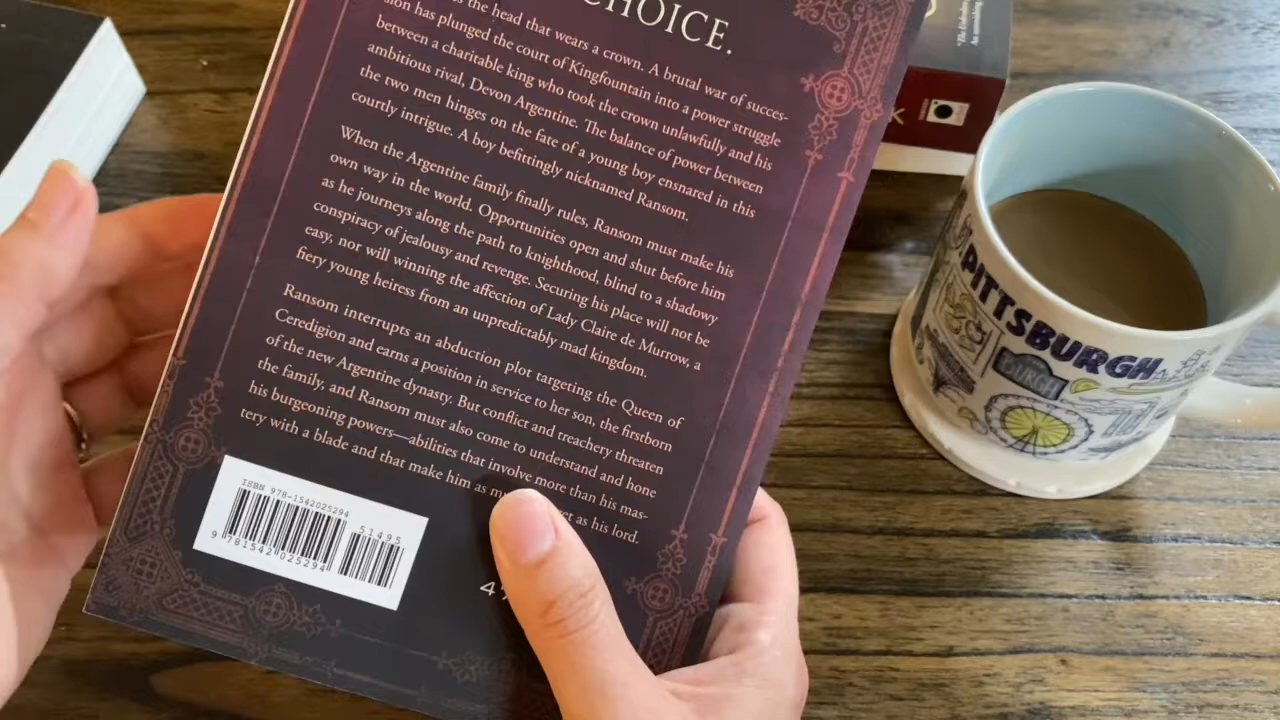 CHOICE.
the head that wears a crown. A brutal war of succes-
sion has plunged the court of Kingfountain into a power struggle
between a charitable king who took the crown unlawfully and his
ambitious rival, Devon Argentine. The balance of power between
the two men hinges on the fate of a young boy ensnared in this
courtly intrigue. A boy befittingly nicknamed Ransom.
When the Argentine family finally rules, Ransom must make his
own way in the world. Opportunities open and shut before him
as he journeys along the path to knighthood, blind to a shadowy
conspiracy of jealousy and revenge. Securing his place will not be
easy, nor will winning the affection of Lady Claire de Murrow, a
fiery young heiress from an unpredictably mad kingdom.
Ransom interrupts an abduction plot targeting the Queen of
Ceredigion and earns a position in service to her son, the firstborn
of the new Argentine dynasty. But conflict and treachery threaten
the family, and Ransom must also come to understand and hone
his burgeoning powers—abilities that involve more than his mas-
tery with a blade and that make him as as his lord.
ISBN 978-1542025294
51495
9 781542 025294
47
K
PITTSBURGH
BURGH